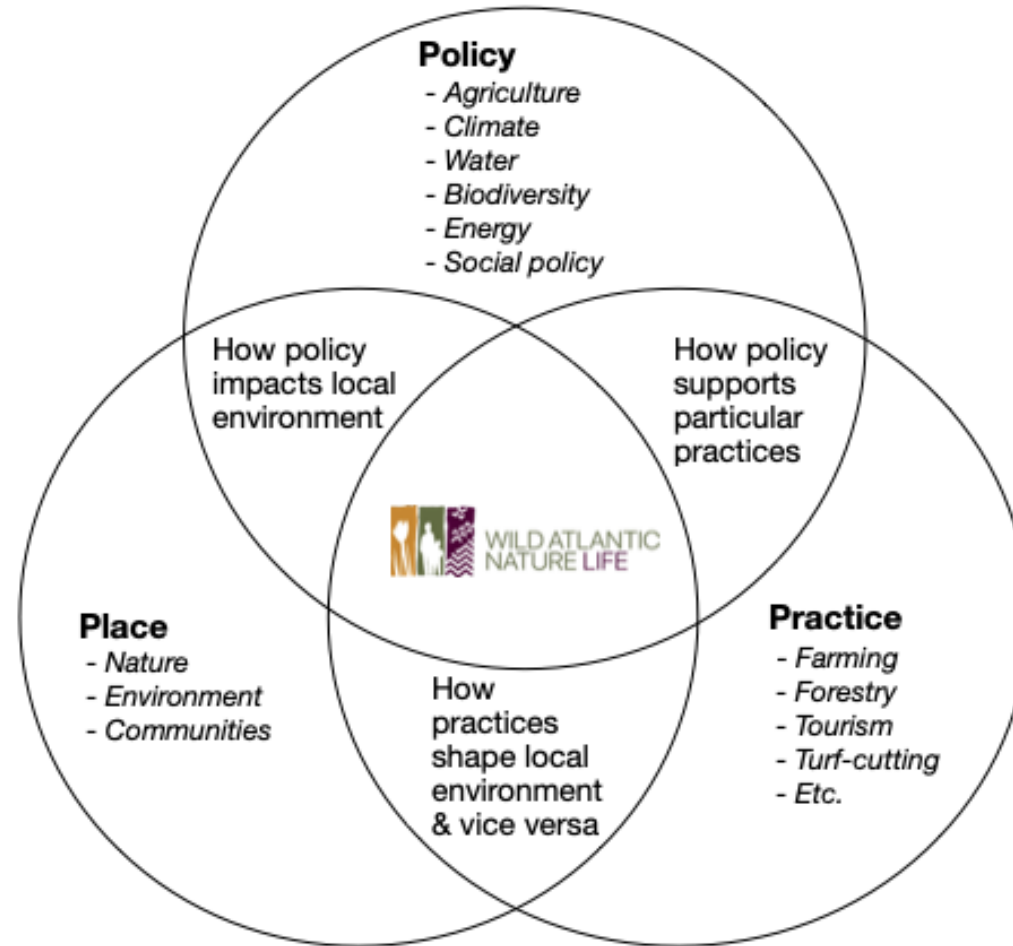 Policy
- Agriculture
- Climate
- Water
- Biodiversity
- Energy
- Social policy
How policy
impacts local
environment
How policy
supports
particular
practices
WILD ATLANTIC
NATURE LIFE
Place
- Nature
- Environment
- Communities
Practice
- Farming
- Forestry
- Tourism
- Turf-cutting
- Etc.
How
practices
shape local
environment
& vice versa